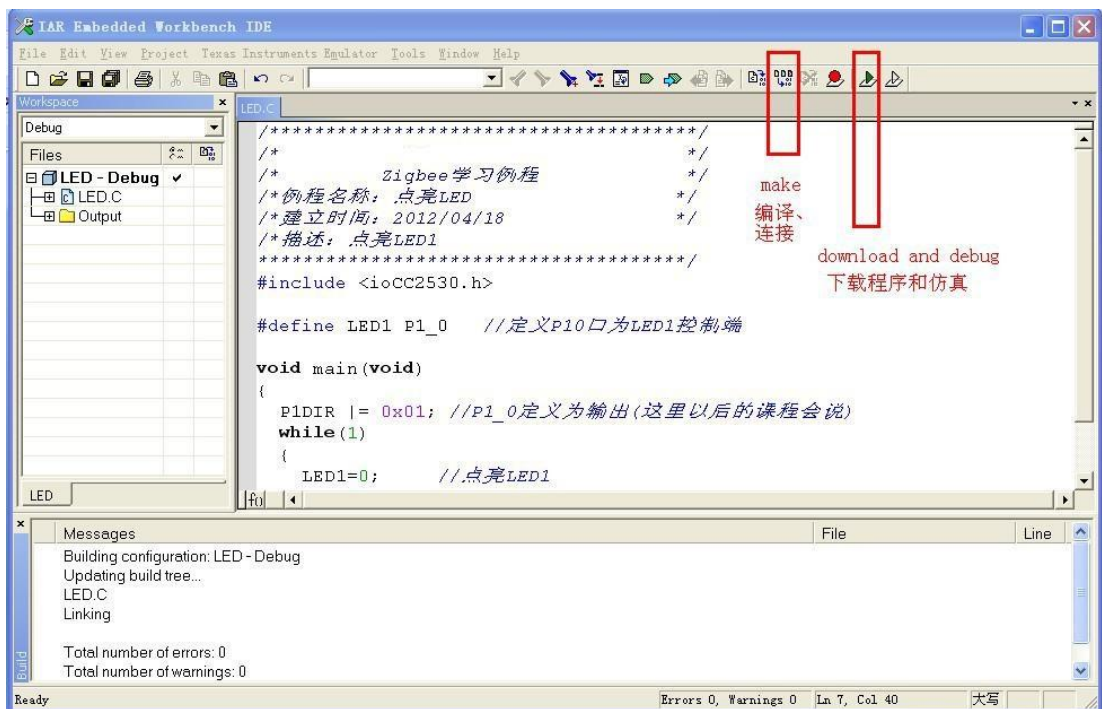 IAR Embedded Workbench IDE
File Edit View Project Texas Instruments Emulator Tools Window Help
Workspace
Debug
Files
LED - Debug
LED.C
Output
LED
LED.C
/**************************************/
/* */
/* Zigbee学习例程 */
/*例程名称：点亮LED */
/*建立时间：2012/04/18 */
/*描述：点亮LED1
**************************************/
#include <ioCC2530.h>
#define LED1 P1_0 //定义P10口为LED1控制端
void main(void)
{
P1DIR |= 0x01; //P1_0定义为输出(这里以后的课程会说)
while(1)
{
LED1=0; //点亮LED1
make
编译、
连接
download and debug
下载程序和仿真
f()
Messages File Line
Building configuration: LED - Debug
Updating build tree...
LED.C
Linking
Total number of errors: 0
Total number of warnings: 0
Build
Ready Errors 0, Warnings 0 Ln 7, Col 40 大写